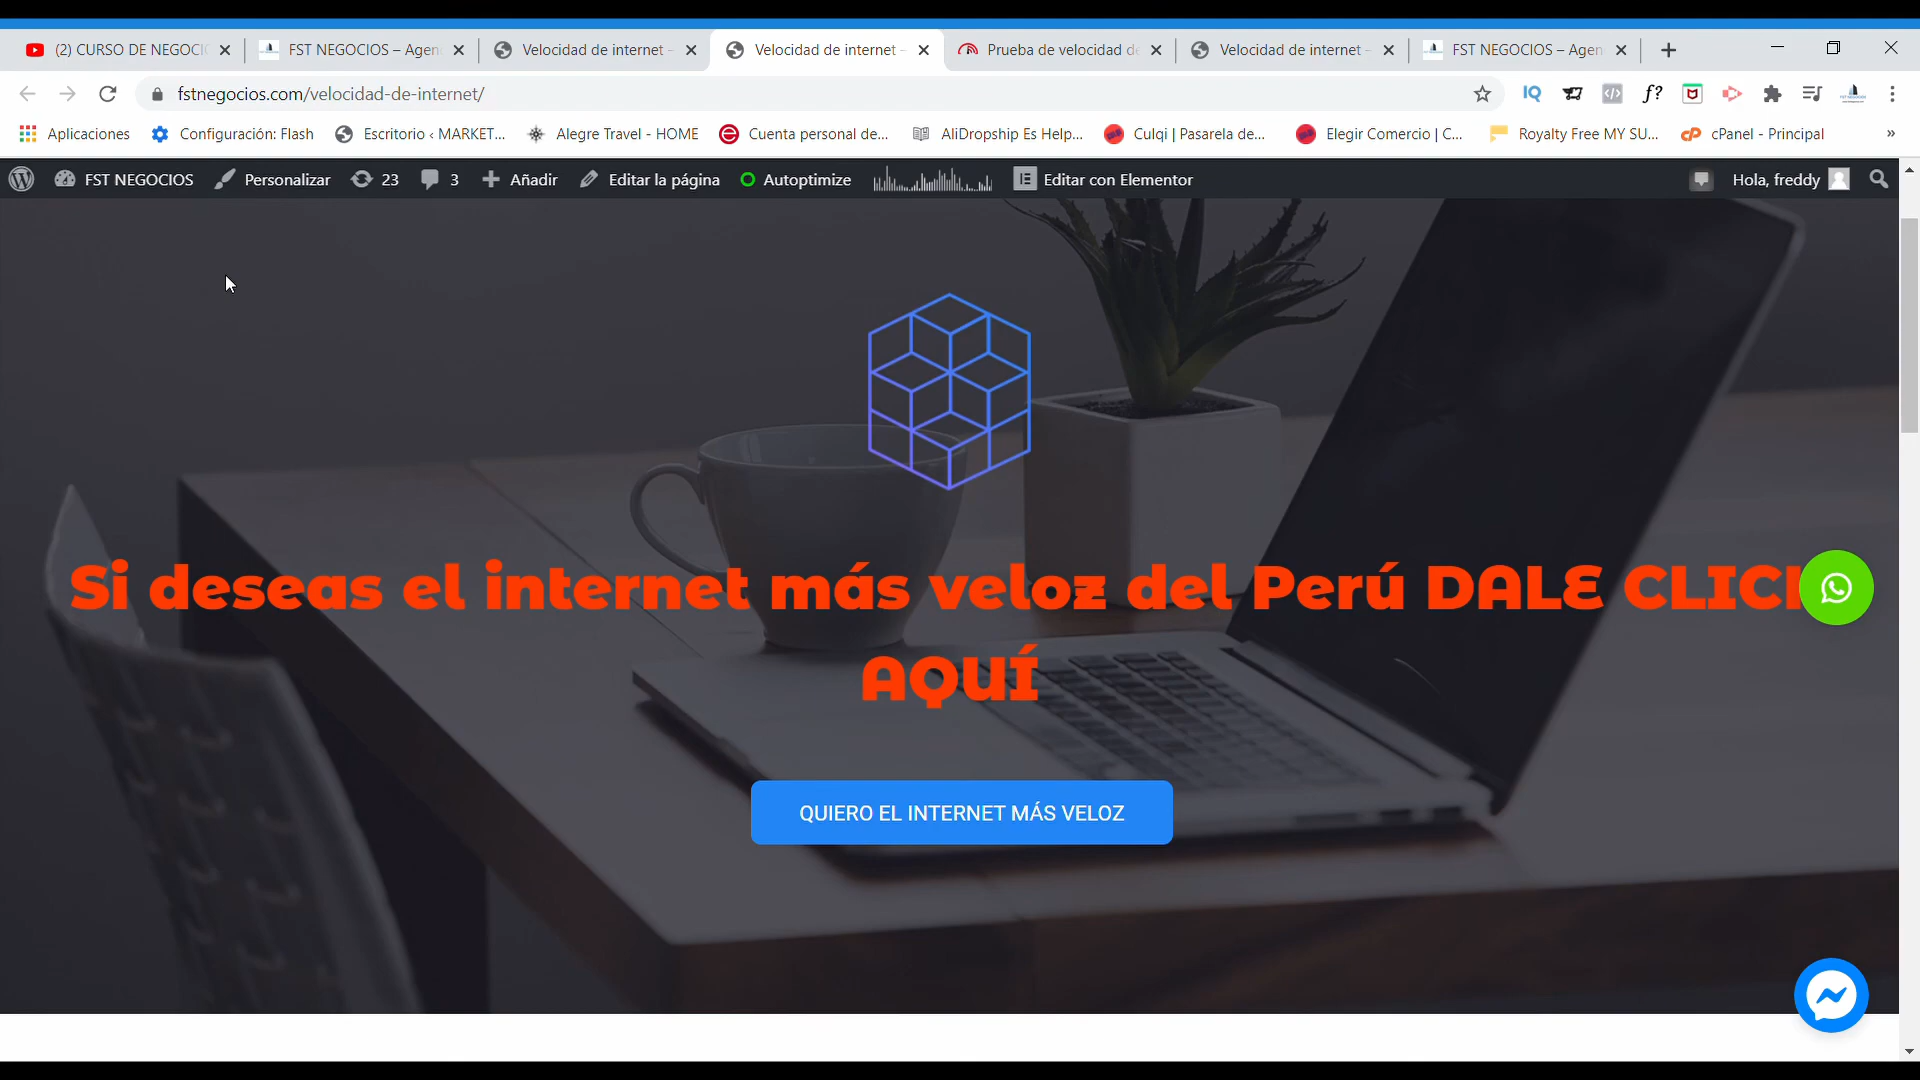 (2) CURSO DE NEGOCI
FST NEGOCIOS – Agen
Velocidad de internet –
Velocidad de internet –
Prueba de velocidad de
Velocidad de internet –
FST NEGOCIOS – Agen
fstnegocios.com/velocidad-de-internet/
IQ
f?
Aplicaciones
Configuración: Flash
Escritorio ‹ MARKET...
Alegre Travel - HOME
Cuenta personal de...
AliDropship Es Help...
Culqi | Pasarela de...
Elegir Comercio | C...
Royalty Free MY SU...
cPanel - Principal
»
FST NEGOCIOS
Personalizar
23
3
Añadir
Editar la página
Autoptimize
Editar con Elementor
Hola, freddy
Si deseas el internet más veloz del Perú DALE CLICK
AQUÍ
QUIERO EL INTERNET MÁS VELOZ